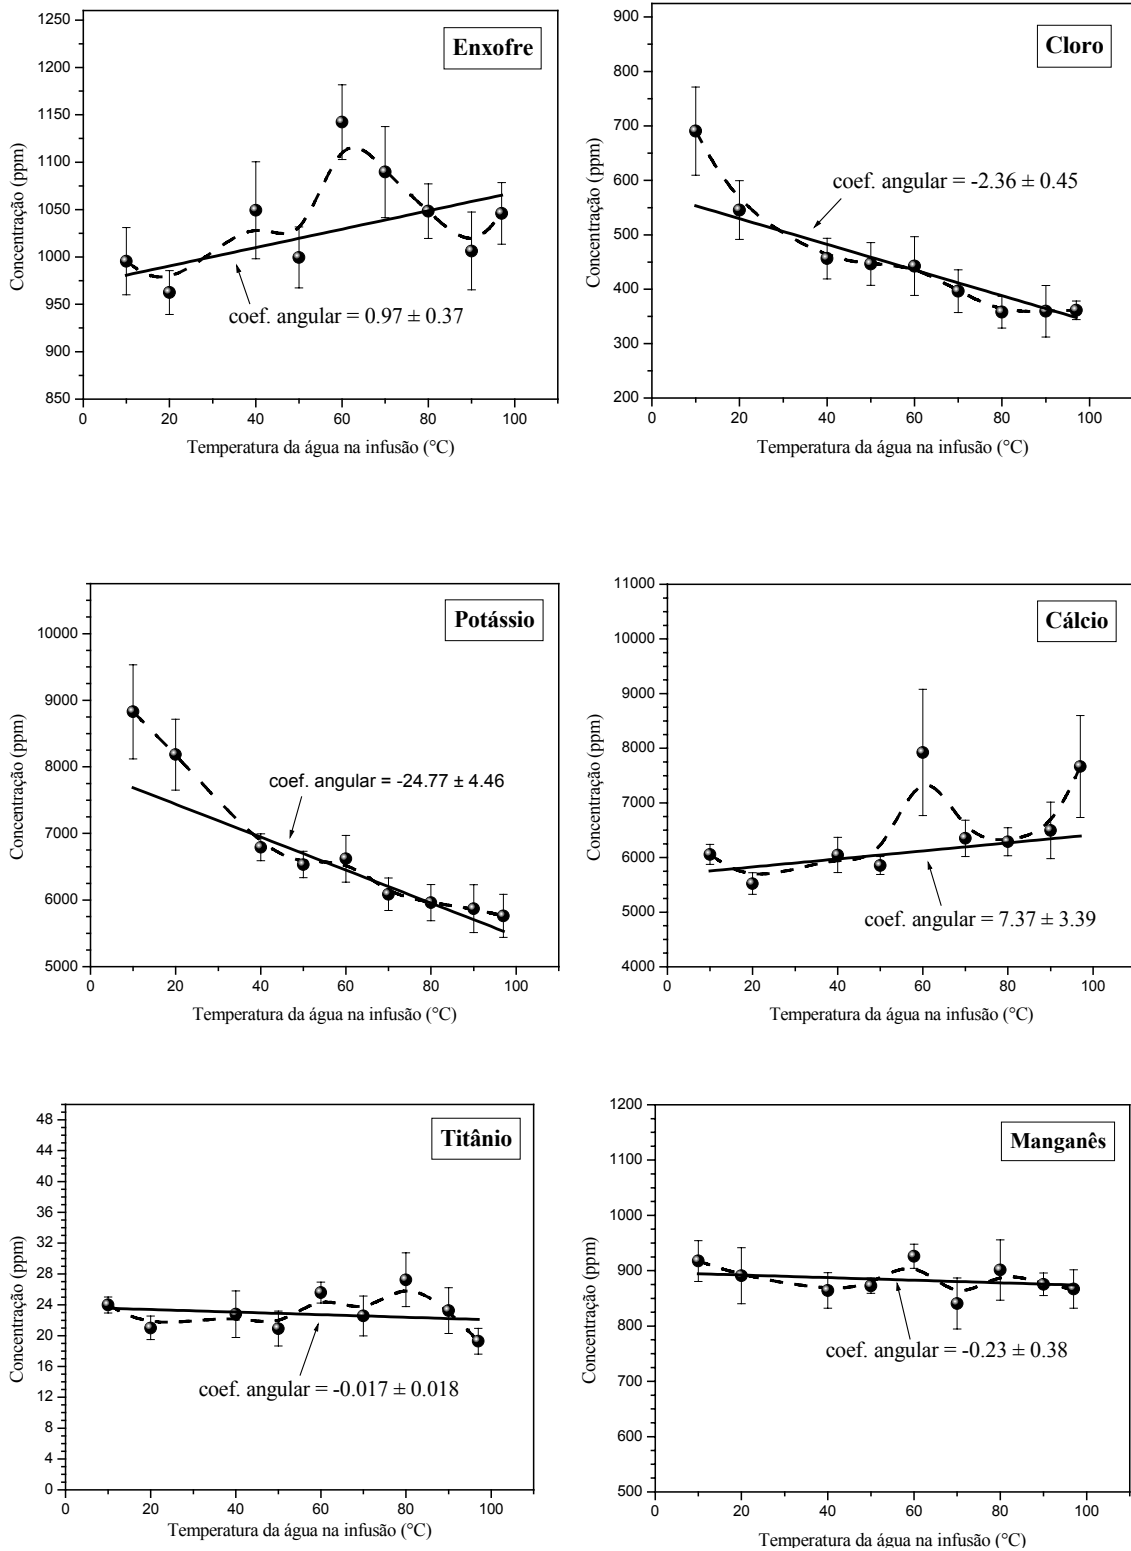 Enxofre
1250
1200
1150
1100
1050
1000
950
900
850
Concentração (ppm)
coef. angular = 0.97 ± 0.37
0 20 40 60 80 100
Temperatura da água na infusão (°C)
Cloro
900
800
700
600
500
400
300
200
Concentração (ppm)
coef. angular = -2.36 ± 0.45
0 20 40 60 80 100
Temperatura da água na infusão (°C)
Potássio
10000
9000
8000
7000
6000
5000
Concentração (ppm)
coef. angular = -24.77 ± 4.46
0 20 40 60 80 100
Temperatura da água na infusão (°C)
Cálcio
11000
10000
9000
8000
7000
6000
5000
4000
Concentração (ppm)
coef. angular = 7.37 ± 3.39
0 20 40 60 80 100
Temperatura da água na infusão (°C)
Titânio
48
44
40
36
32
28
24
20
16
12
8
4
0
Concentração (ppm)
coef. angular = -0.017 ± 0.018
0 20 40 60 80 100
Temperatura da água na infusão (°C)
Manganês
1200
1100
1000
900
800
700
600
500
Concentração (ppm)
coef. angular = -0.23 ± 0.38
0 20 40 60 80 100
Temperatura da água na infusão (°C)